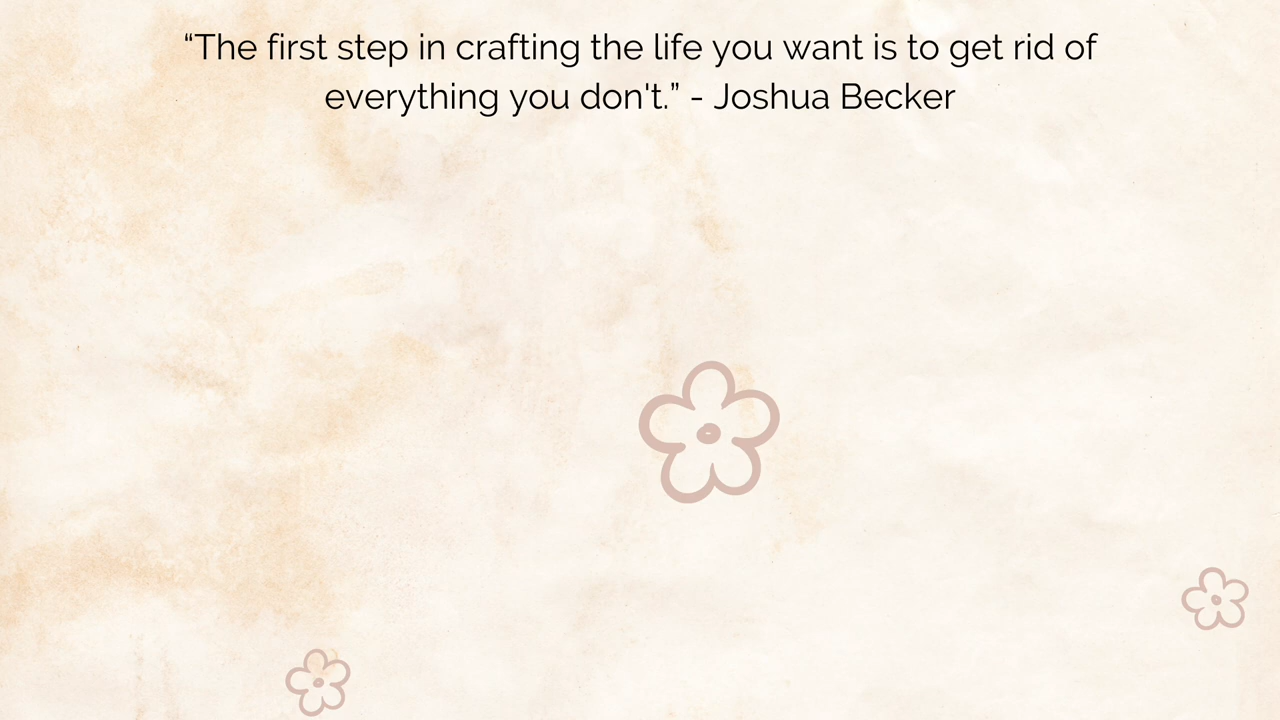 “The first step in crafting the life you want is to get rid of
everything you don't.” - Joshua Becker